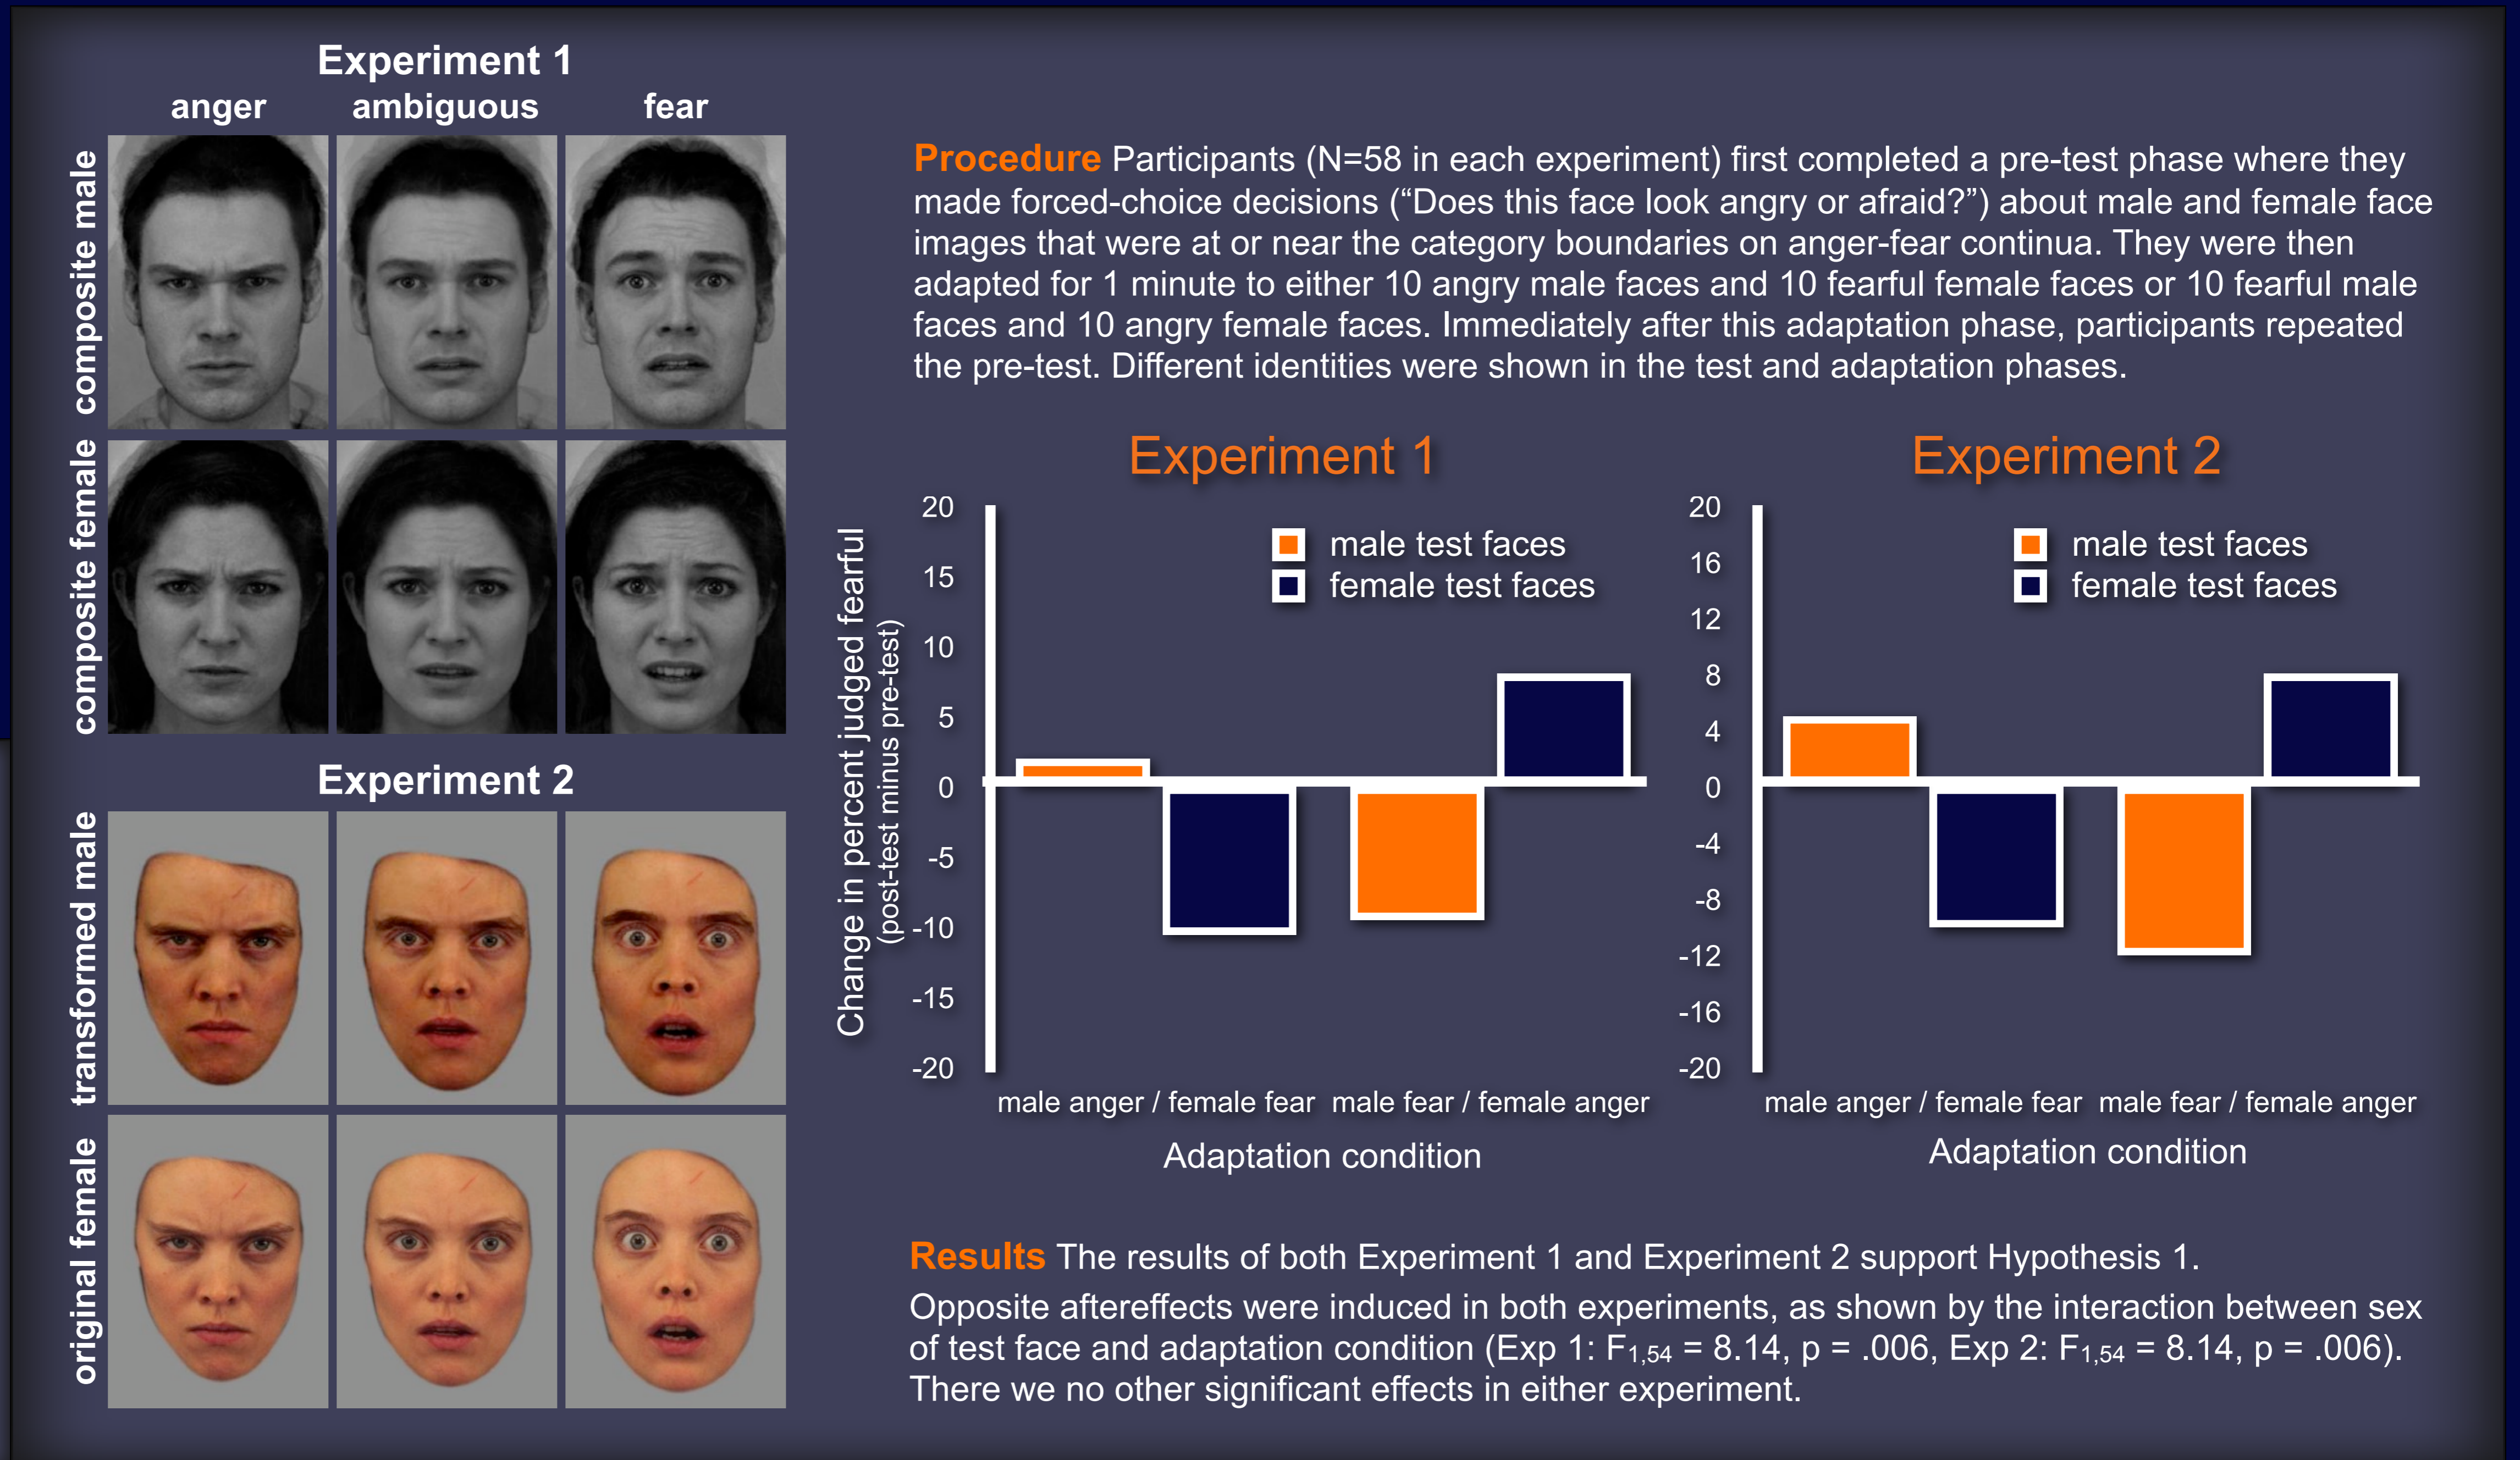 Experiment 1
anger ambiguous fear
composite male
composite female
Experiment 2
transformed male
original female
Procedure Participants (N=58 in each experiment) first completed a pre-test phase where they
made forced-choice decisions (“Does this face look angry or afraid?”) about male and female face
images that were at or near the category boundaries on anger-fear continua. They were then
adapted for 1 minute to either 10 angry male faces and 10 fearful female faces or 10 fearful male
faces and 10 angry female faces. Immediately after this adaptation phase, participants repeated
the pre-test. Different identities were shown in the test and adaptation phases.
Experiment 1
Change in percent judged fearful
(post-test minus pre-test)
20
15
10
5
0
-5
-10
-15
-20
male test faces
female test faces
male anger / female fear male fear / female anger
Adaptation condition
Experiment 2
20
16
12
8
4
0
-4
-8
-12
-16
-20
male test faces
female test faces
male anger / female fear male fear / female anger
Adaptation condition
Results The results of both Experiment 1 and Experiment 2 support Hypothesis 1.
Opposite aftereffects were induced in both experiments, as shown by the interaction between sex
of test face and adaptation condition (Exp 1: F1,54 = 8.14, p = .006, Exp 2: F1,54 = 8.14, p = .006).
There we no other significant effects in either experiment.